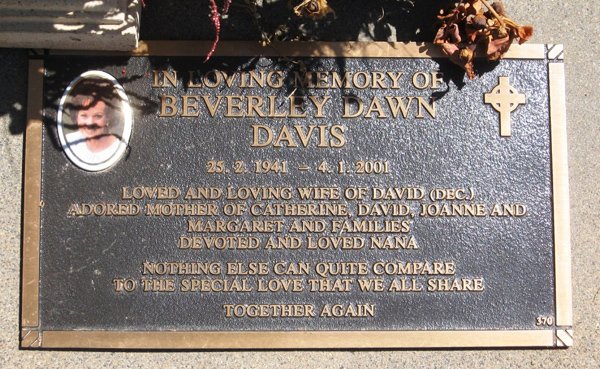 IN LOVING MEMORY OF
BEVERLEY DAWN
DAVIS
25. 2. 1941 – 4. 1. 2001
LOVED AND LOVING WIFE OF DAVID (DEC.)
ADORED MOTHER OF CATHERINE, DAVID, JOANNE AND
MARGARET AND FAMILIES
DEVOTED AND LOVED NANA
NOTHING ELSE CAN QUITE COMPARE
TO THE SPECIAL LOVE THAT WE ALL SHARE
TOGETHER AGAIN
370